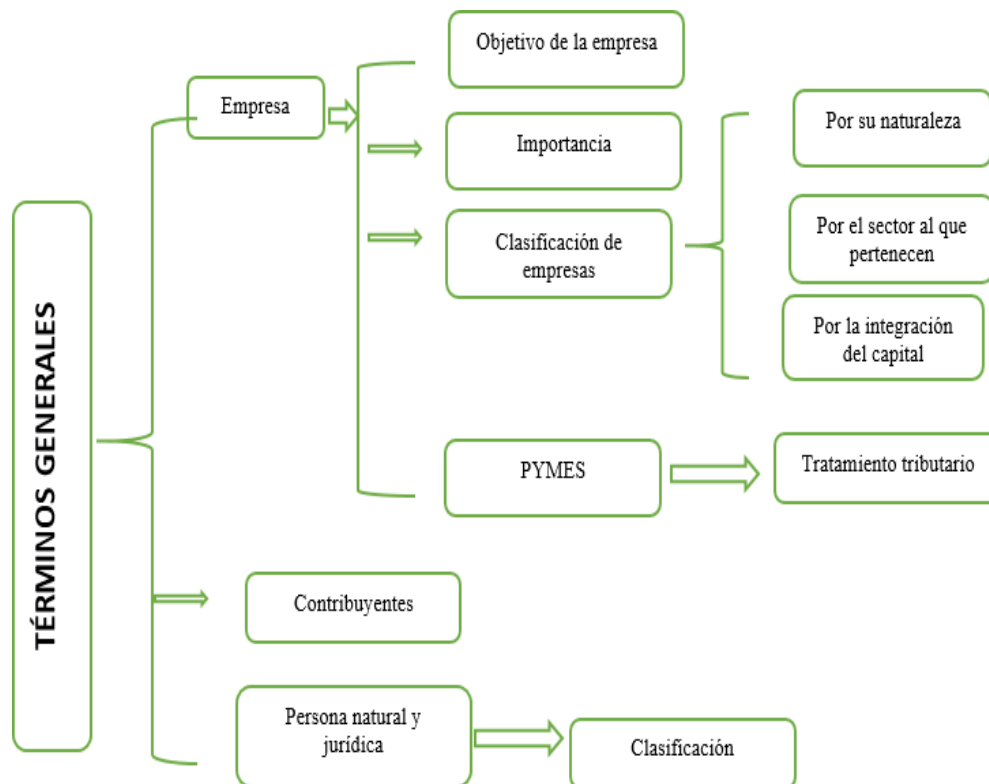 TÉRMINOS GENERALES
Empresa
Objetivo de la empresa
Importancia
Clasificación de
empresas
Por su naturaleza
Por el sector al que
pertenecen
Por la integración
del capital
PYMES
Tratamiento tributario
Contribuyentes
Persona natural y
jurídica
Clasificación